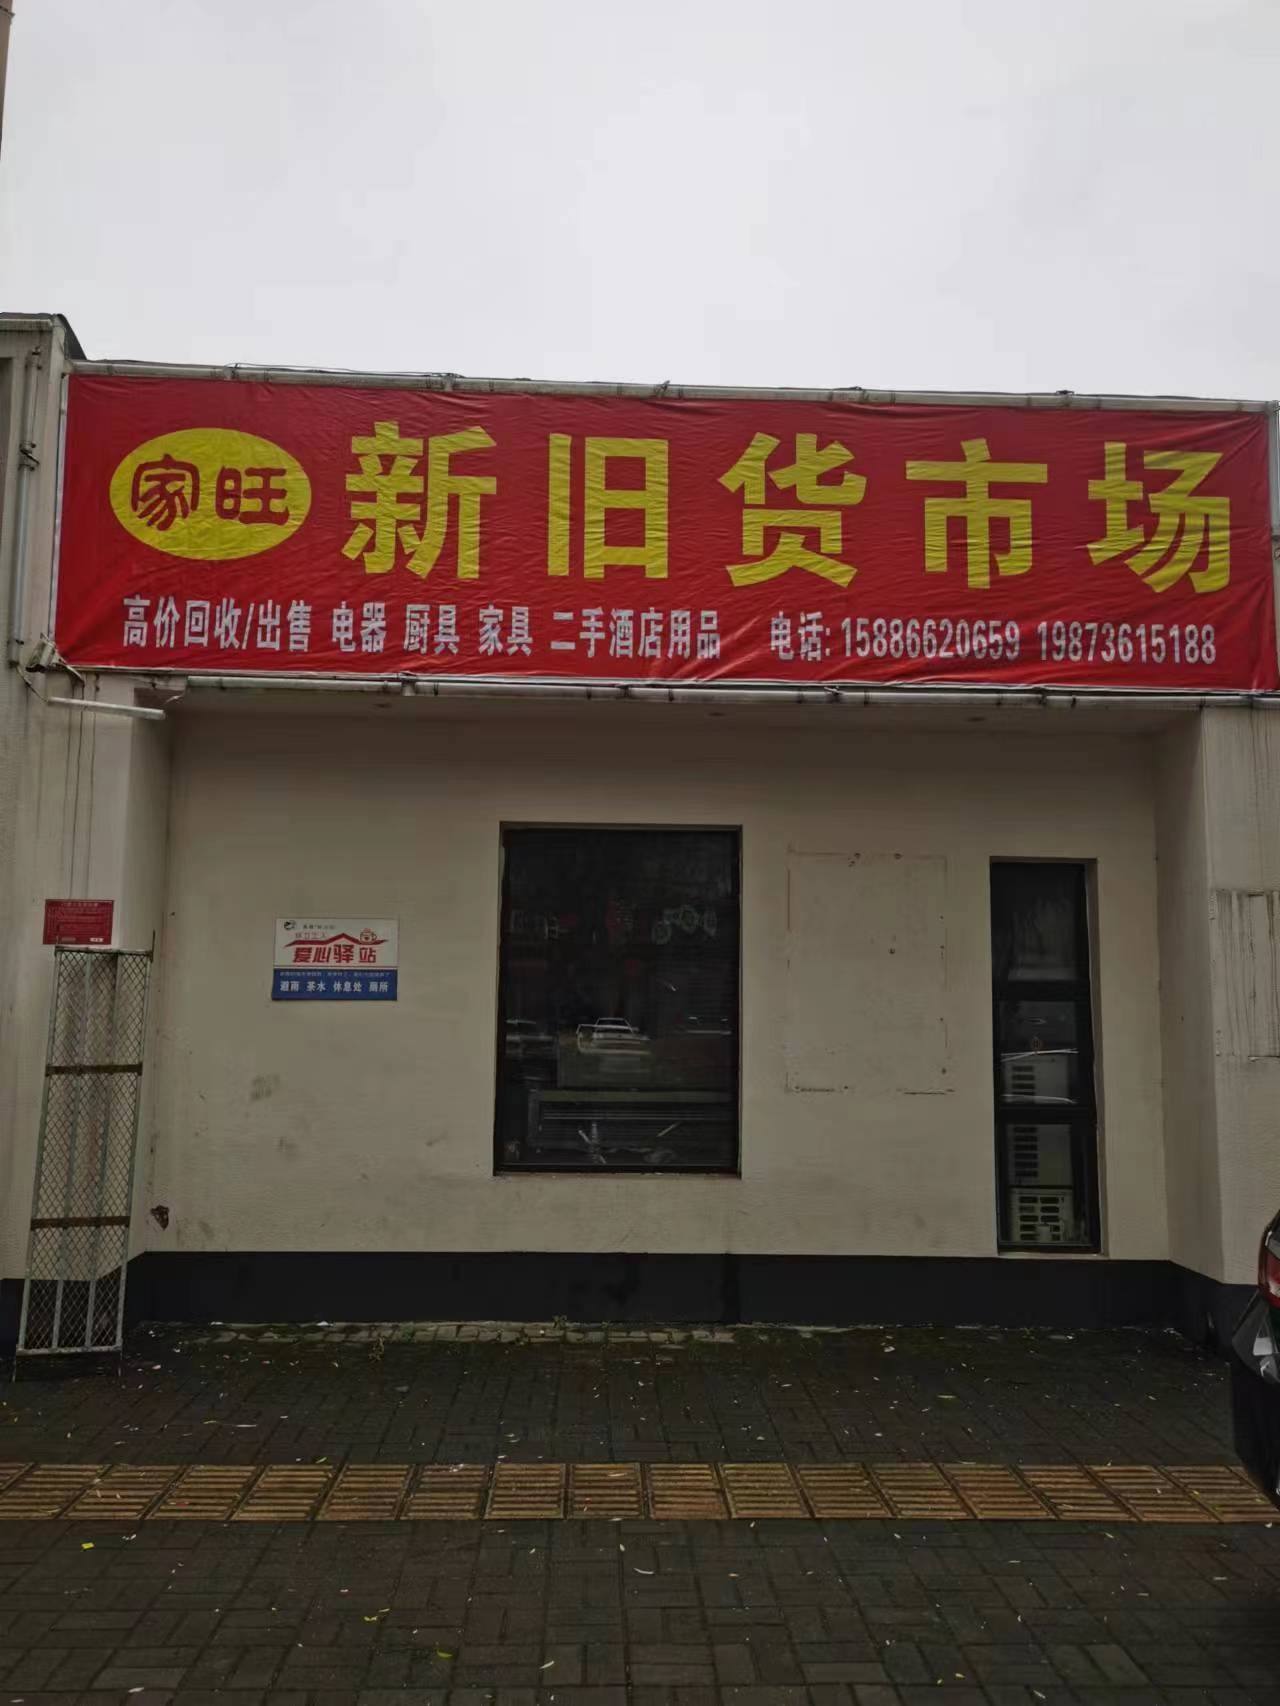 家旺 新旧货市场
高价回收/出售 电器 厨具 家具 二手酒店用品 电话: 15886620659 19873615188
爱心驿站
避雨 茶水 休息处 厕所